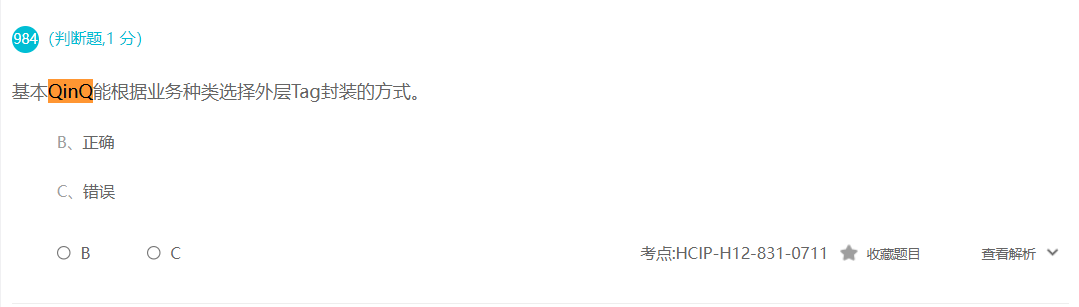 984 (判断题,1 分)
基本QinQ能根据业务种类选择外层Tag封装的方式。
B、正确
C、错误
B C 考点:HCIP-H12-831-0711 收藏题目 查看解析